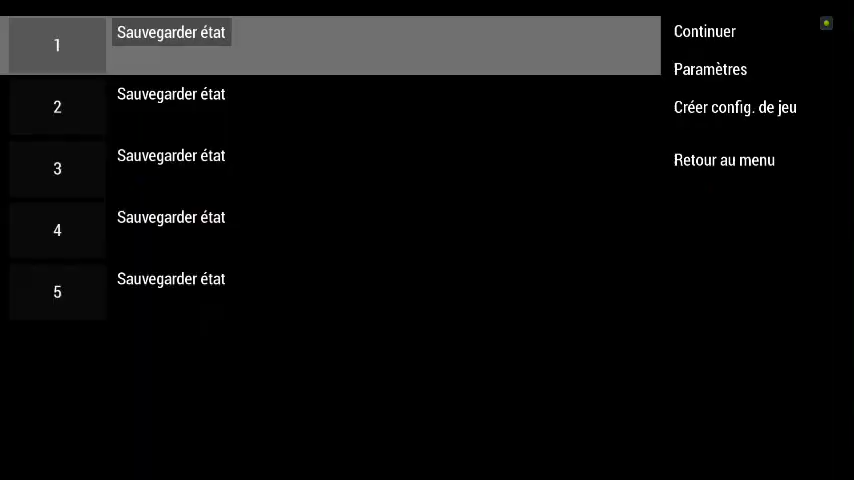 1 Sauvegarder état
2 Sauvegarder état
3 Sauvegarder état
4 Sauvegarder état
5 Sauvegarder état
Continuer
Paramètres
Créer config. de jeu
Retour au menu